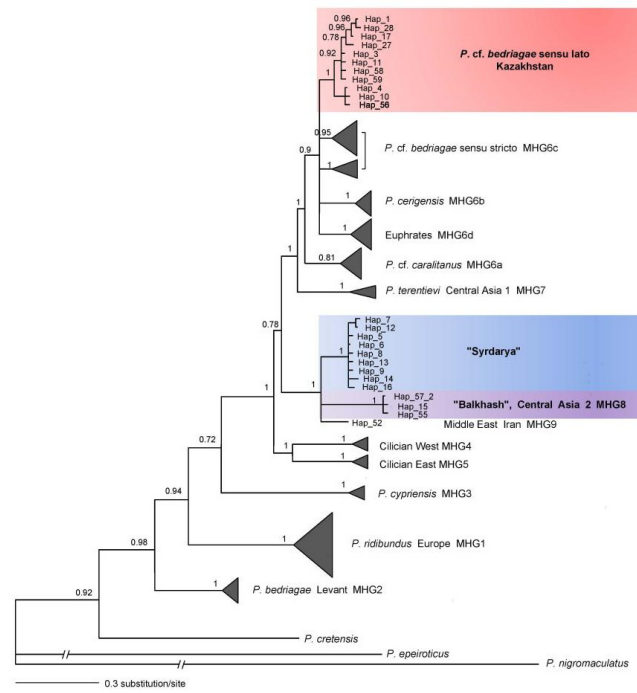 0.96
Hap_1
0.96
Hap_28
0.78
Hap_17
Hap_27
0.92
Hap_3
Hap_11
Hap_58
Hap_59
1
Hap_4
Hap_10
Hap_56
P. cf. bedriagae sensu lato
Kazakhstan
0.95
1
P. cf. bedriagae sensu stricto MHG6c
0.9
1
P. cerigensis MHG6b
1
Euphrates MHG6d
1
0.81
P. cf. caralitanus MHG6a
1
1
P. terentievi Central Asia 1 MHG7
0.78
Hap_7
Hap_12
Hap_5
Hap_6
1
Hap_8
Hap_13
Hap_9
Hap_14
Hap_16
"Syrdarya"
1
1
Hap_57_2
Hap_15
Hap_55
"Balkhash", Central Asia 2 MHG8
Hap_52
Middle East Iran MHG9
1
1
Cilician West MHG4
0.72
1
1
Cilician East MHG5
1
P. cypriensis MHG3
0.94
1
P. ridibundus Europe MHG1
0.98
1
P. bedriagae Levant MHG2
0.92
P. cretensis
P. epeiroticus
P. nigromaculatus
0.3 substitution/site